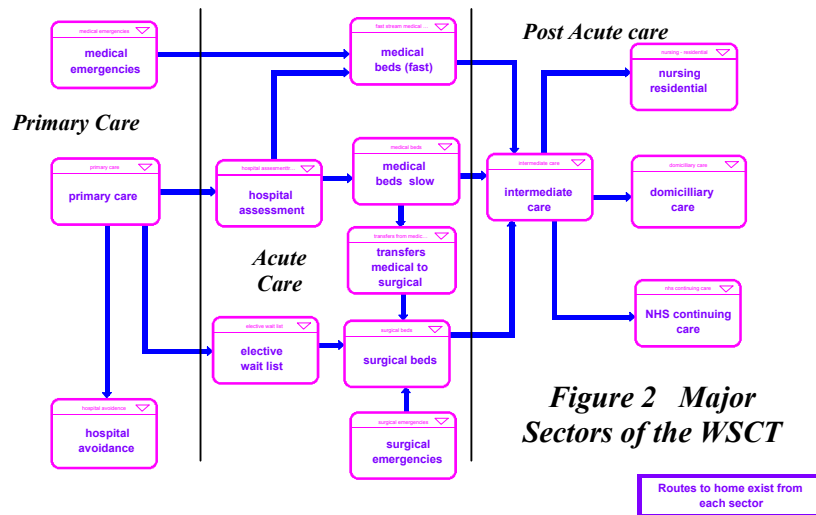 medical emergencies
medical
emergencies
fast stream medical ...
medical
beds (fast)
Post Acute care
nursing - residential
nursing
residential
Primary Care
primary care
primary care
hospital assessmentt ...
hospital
assessment
medical beds
medical
beds slow
intermediate care
intermediate
care
domicilliary care
domicilliary
care
Acute
Care
transfers from medic...
transfers
medical to
surgical
nhs continuing care
NHS continuing
care
elective wait list
elective
wait list
surgical beds
surgical beds
hospital avoidance
hospital
avoidance
surgical emergencies
surgical
emergencies
Figure 2 Major
Sectors of the WSCT
Routes to home exist from
each sector